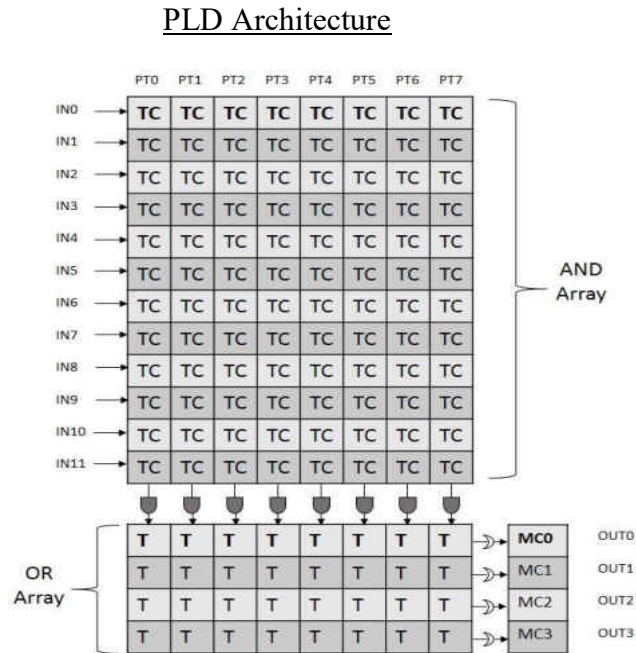 PLD Architecture
PT0 PT1 PT2 PT3 PT4 PT5 PT6 PT7
IN0 TC TC TC TC TC TC TC TC
IN1 TC TC TC TC TC TC TC TC
IN2 TC TC TC TC TC TC TC TC
IN3 TC TC TC TC TC TC TC TC
IN4 TC TC TC TC TC TC TC TC
IN5 TC TC TC TC TC TC TC TC
IN6 TC TC TC TC TC TC TC TC
IN7 TC TC TC TC TC TC TC TC
IN8 TC TC TC TC TC TC TC TC
IN9 TC TC TC TC TC TC TC TC
IN10 TC TC TC TC TC TC TC TC
IN11 TC TC TC TC TC TC TC TC
AND
Array
T T T T T T T T MC0 OUT0
T T T T T T T T MC1 OUT1
T T T T T T T T MC2 OUT2
T T T T T T T T MC3 OUT3
OR
Array